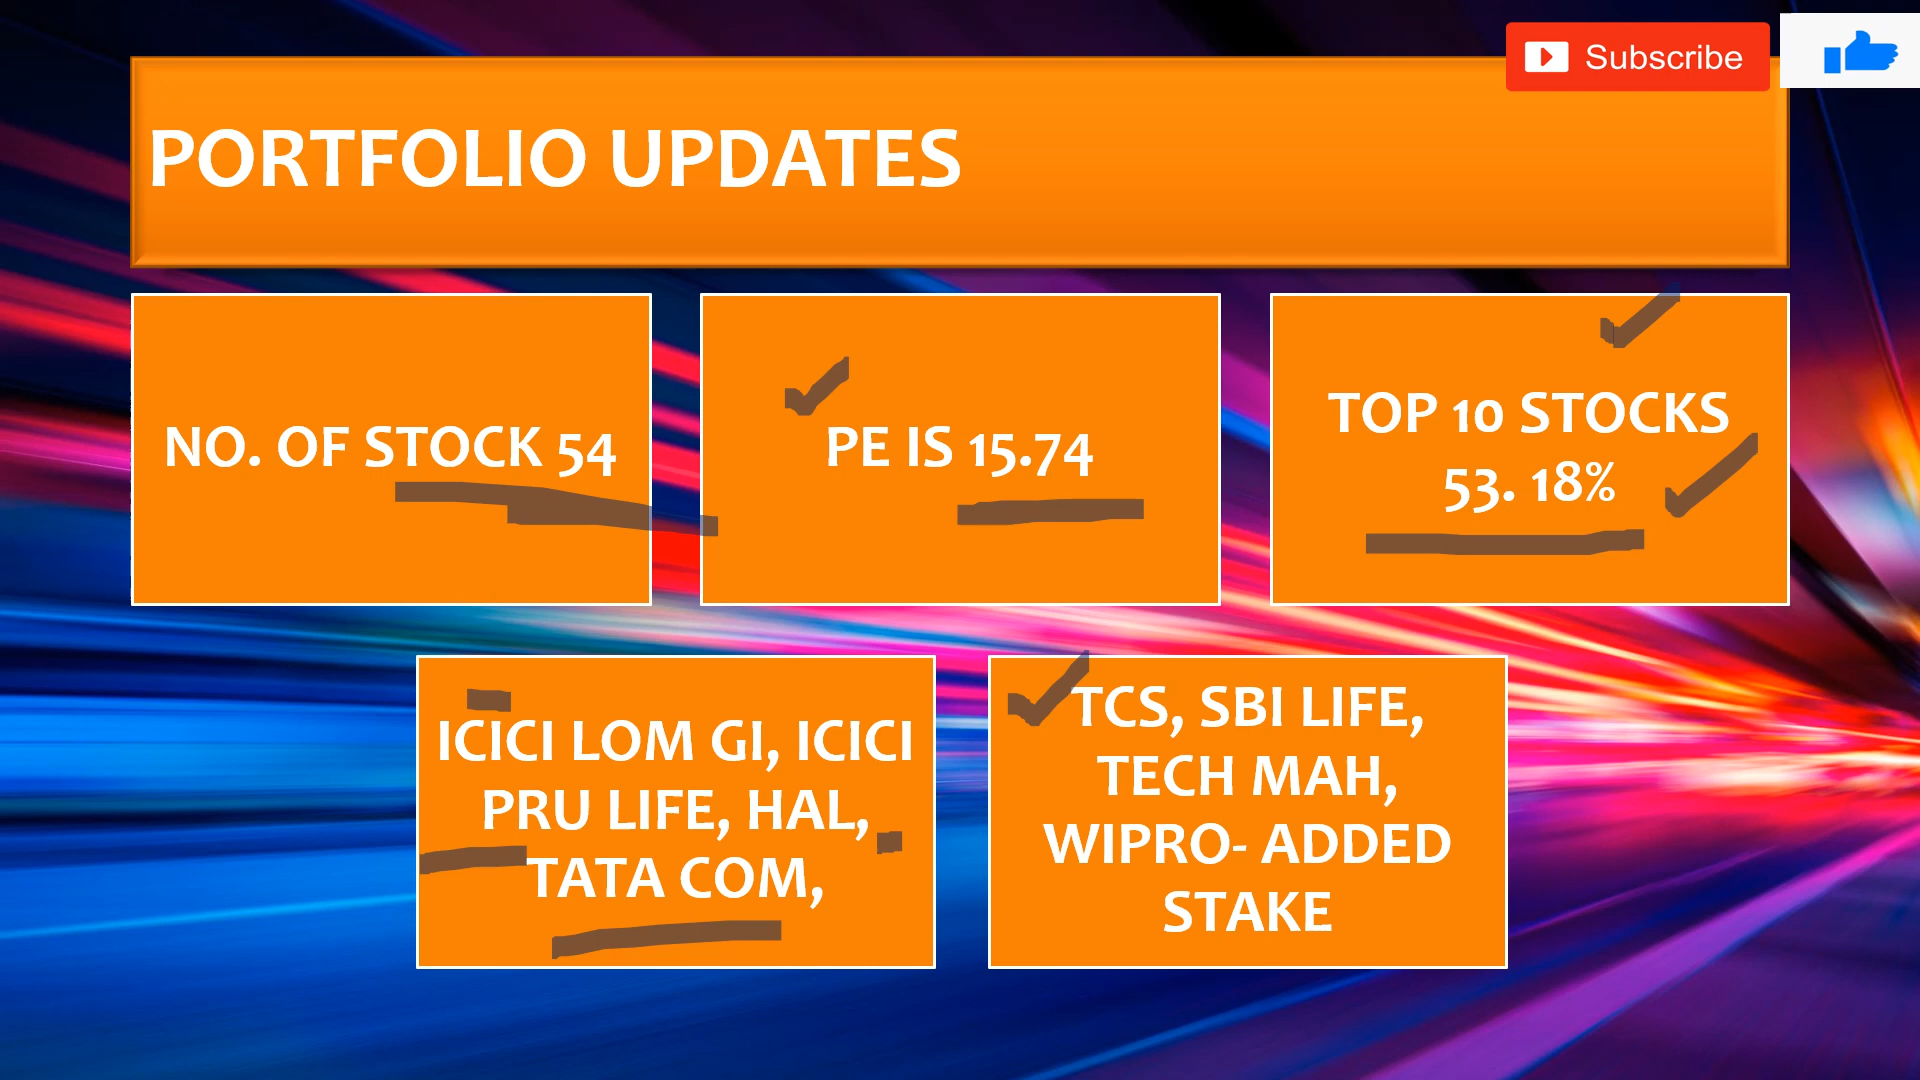 Subscribe
PORTFOLIO UPDATES
NO. OF STOCK 54
PE IS 15.74
TOP 10 STOCKS
53. 18%
ICICI LOM GI, ICICI
PRU LIFE, HAL,
TATA COM,
TCS, SBI LIFE,
TECH MAH,
WIPRO- ADDED
STAKE